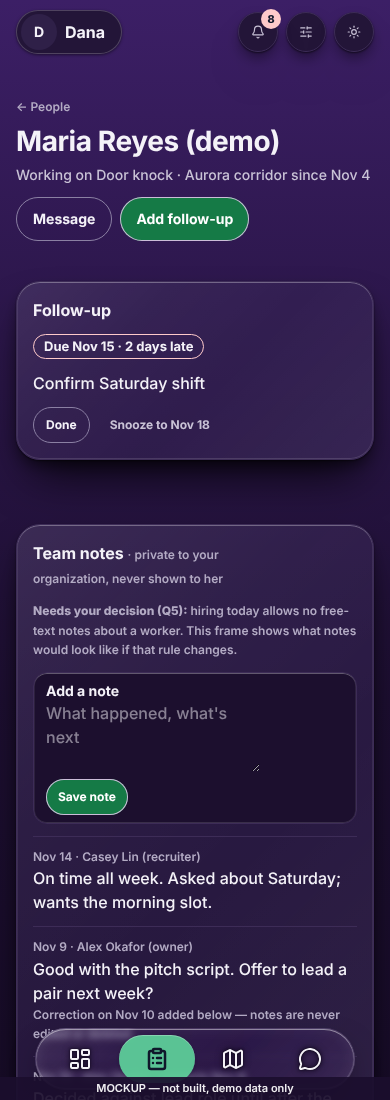 D Dana
8
← People
Maria Reyes (demo)
Working on Door knock · Aurora corridor since Nov 4
Message Add follow-up
Follow-up
Due Nov 15 · 2 days late
Confirm Saturday shift
Done Snooze to Nov 18
Team notes · private to your
organization, never shown to her
Needs your decision (Q5): hiring today allows no free-
text notes about a worker. This frame shows what notes
would look like if that rule changes.
Add a note
What happened, what's
next
Save note
Nov 14 · Casey Lin (recruiter)
On time all week. Asked about Saturday;
wants the morning slot.
Nov 9 · Alex Okafor (owner)
Good with the pitch script. Offer to lead a
pair next week?
Correction on Nov 10 added below — notes are never
MOCKUP — not built, demo data only